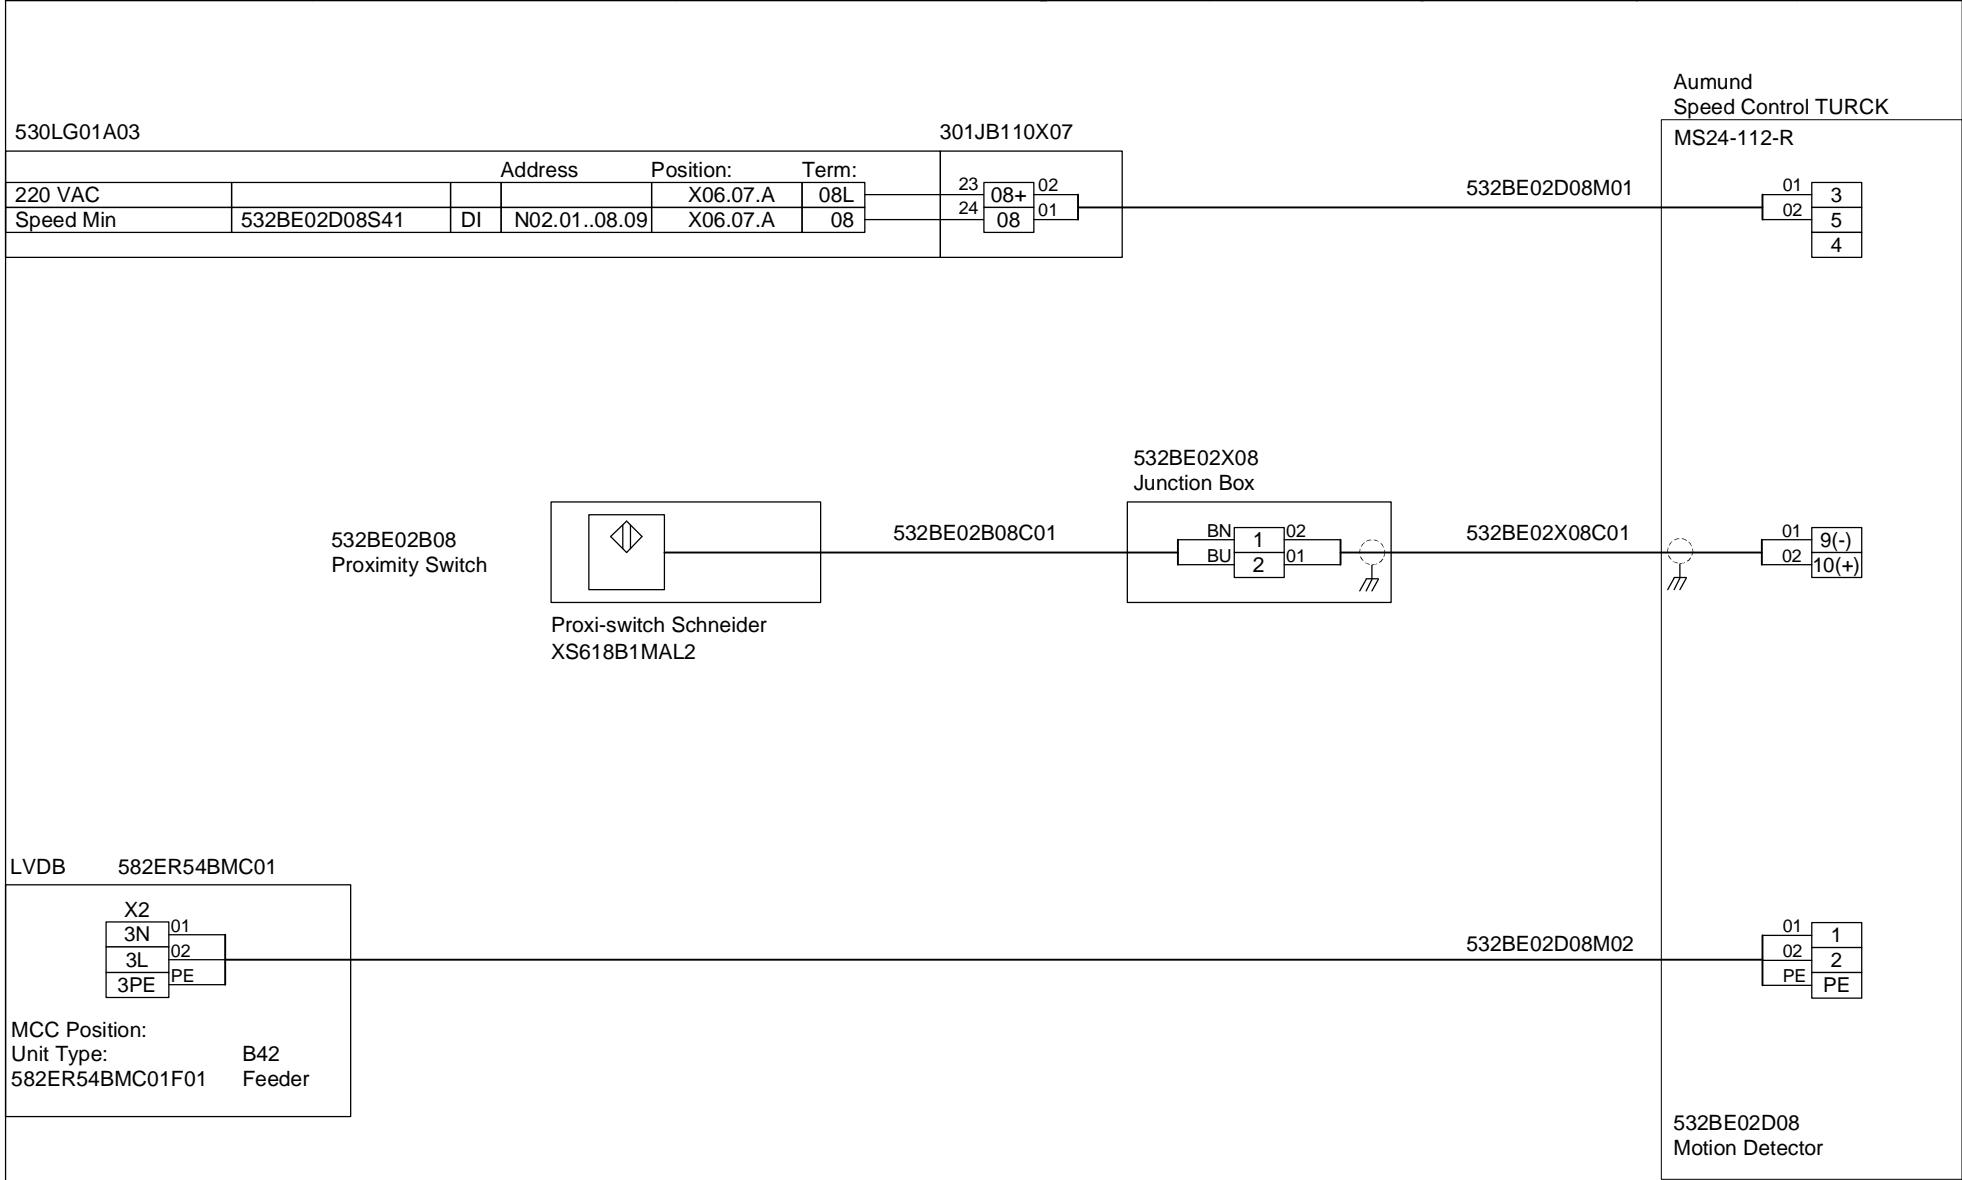 Aumund
Speed Control TURCK
530LG01A03
301JB110X07
MS24-112-R
Address Position: Term:
220 VAC X06.07.A 08L
Speed Min 532BE02D08S41 DI N02.01..08.09 X06.07.A 08
23 08+ 02
24 08 01
532BE02D08M01
01 3
02 5
4
532BE02X08
Junction Box
532BE02B08
Proximity Switch
532BE02B08C01
BN 1 02
BU 2 01
532BE02X08C01
01 9(-)
02 10(+)
Proxi-switch Schneider
XS618B1MAL2
LVDB 582ER54BMC01
X2
3N 01
3L 02
3PE PE
532BE02D08M02
01 1
02 2
PE PE
MCC Position:
Unit Type: B42
582ER54BMC01F01 Feeder
532BE02D08
Motion Detector